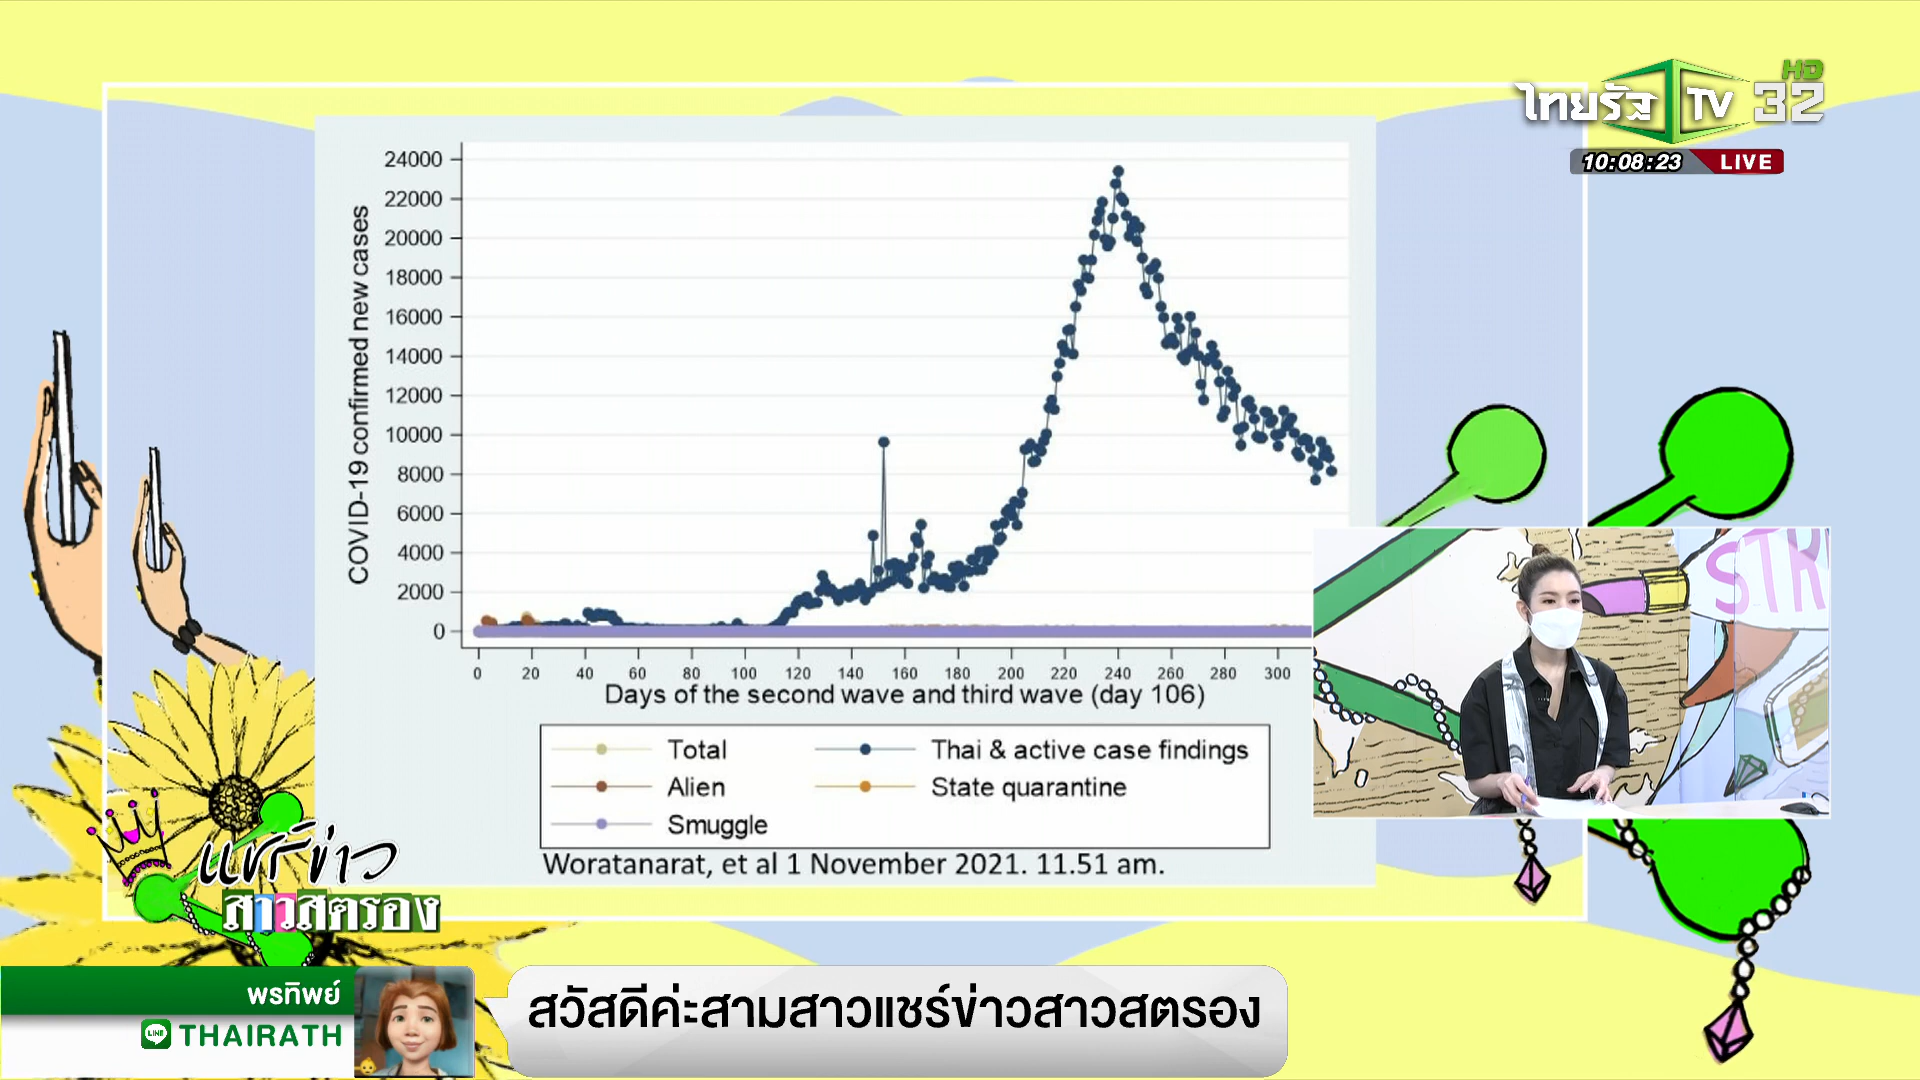 ไทยรัฐ TV 32 HD
10:08:23 LIVE
COVID-19 confirmed new cases
24000
22000
20000
18000
16000
14000
12000
10000
8000
6000
4000
2000
0
0 20 40 60 80 100 120 140 160 180 200 220 240 260 280 300
Days of the second wave and third wave (day 106)
Total
Thai & active case findings
Alien
State quarantine
Smuggle
Woratanarat, et al 1 November 2021. 11.51 am.
STR
แชร์ข่าว
สาวสตรอง
พรทิพย์
LINE THAIRATH
สวัสดีค่ะสามสาวแชร์ข่าวสาวสตรอง